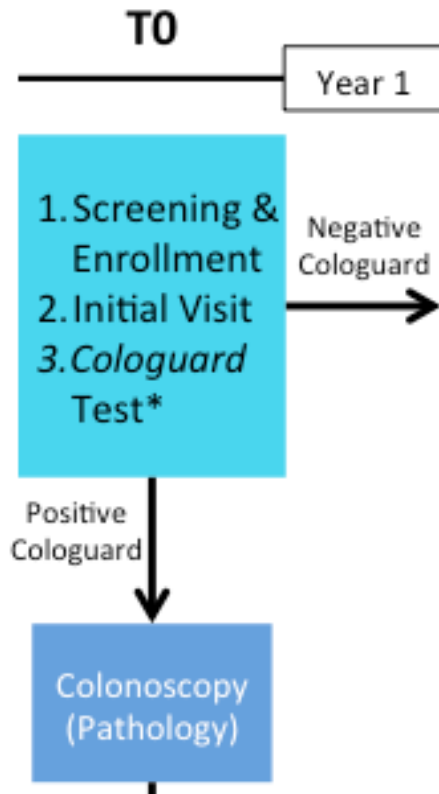 T0
Year 1
1. Screening &
Enrollment
2. Initial Visit
3. Cologuard
Test*
Negative
Cologuard
Positive
Cologuard
Colonoscopy
(Pathology)